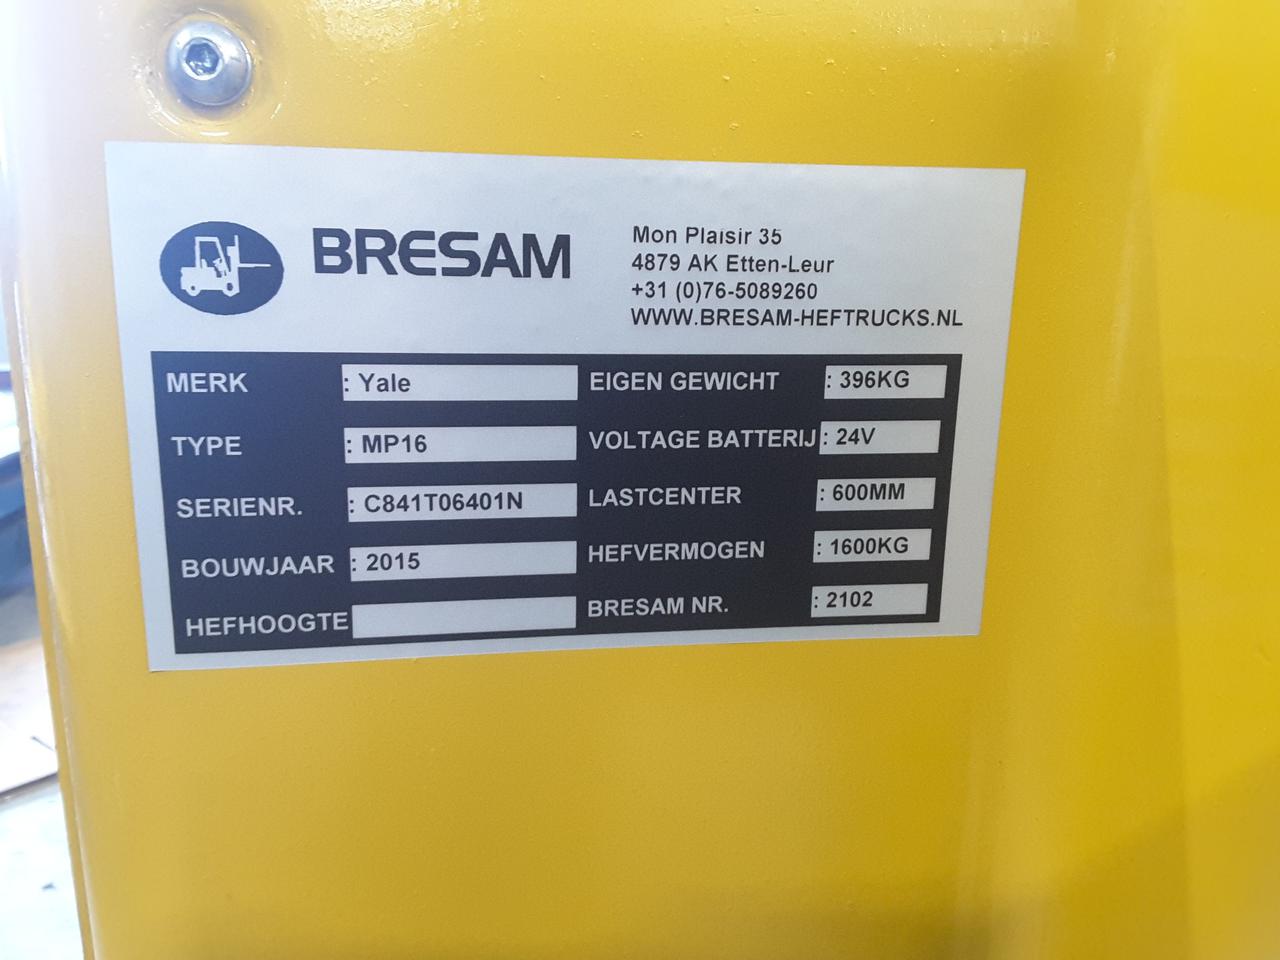 BRESAM
Mon Plaisir 35
4879 AK Etten-Leur
+31 (0)76-5089260
WWW.BRESAM-HEFTRUCKS.NL
MERK : Yale
TYPE : MP16
SERIENR. : C841T06401N
BOUWJAAR : 2015
HEFHOOGTE
EIGEN GEWICHT : 396KG
VOLTAGE BATTERIJ : 24V
LASTCENTER : 600MM
HEFVERMOGEN : 1600KG
BRESAM NR. : 2102